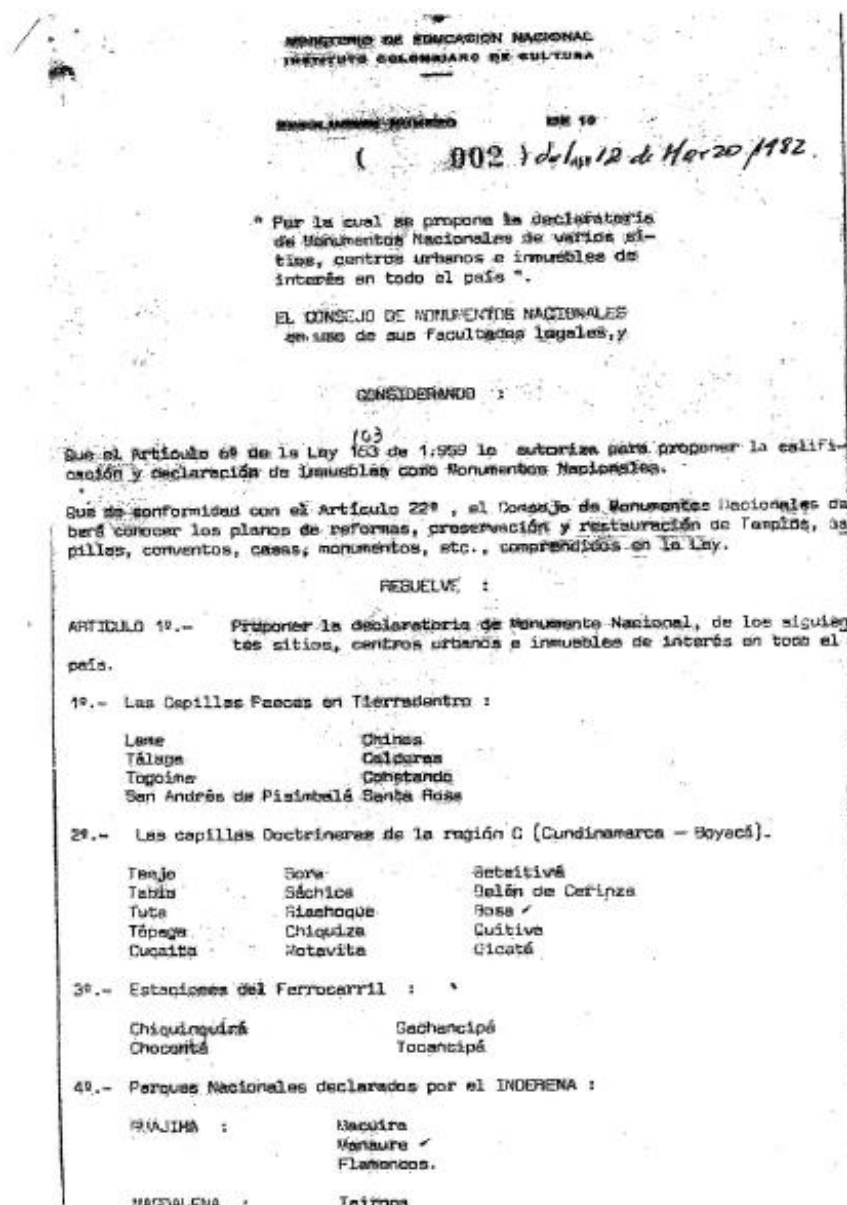 MINISTERIO DE EDUCACION NACIONAL
INSTITUTO COLOMBIANO DE CULTURA
RESOLUCION NUMERO DE 19
( 002 ) del 12 de Marzo /1982.
" Por la cual se propone la declaratoria
de Monumentos Nacionales de varios si-
tios, centros urbanos e inmuebles de
interés en todo el país ".
EL CONSEJO DE MONUMENTOS NACIONALES
en uso de sus facultades legales, y
CONSIDERANDO :
163
Que el Artículo 6º de la Ley 163 de 1.959 lo autoriza para proponer la califi-
cación y declaración de inmuebles como Monumentos Nacionales.
Que de conformidad con el Artículo 22º , el Consejo de Monumentos Nacionales de
berá conocer los planos de reformas, preservación y restauración de Templos, ca
pillas, conventos, casas, monumentos, etc., comprendidos en la Ley.
RESUELVE :
ARTICULO 1º.- Proponer la declaratoria de Monumento Nacional, de los siguien
tes sitios, centros urbanos e inmuebles de interés en todo el
país.
1º.- Las Capillas Paeces en Tierradentro :
Lame Chinas
Tálaga Calderas
Togoima
San Andrés de Pisimbalá Santa Rosa
2º.- Las capillas Doctrineras de la región C (Cundinamarca - Boyacá).
Tenjo Sora Beteitiva
Tabio Sáchica Belén de Cerinza
Tuta Siachoque Bosa ✓
Tópaga Chiquiza Cuitiva
Cucaita Motavita
3º.- Estaciones del Ferrocarril :
Chiquinquirá Gachancipá
Chocontá Tocancipá
4º.- Parques Nacionales declarados por el INDERENA :
GUAJIRA : Macuira
Manaure ✓
Flamencos.
MAGDALENA : Tairona